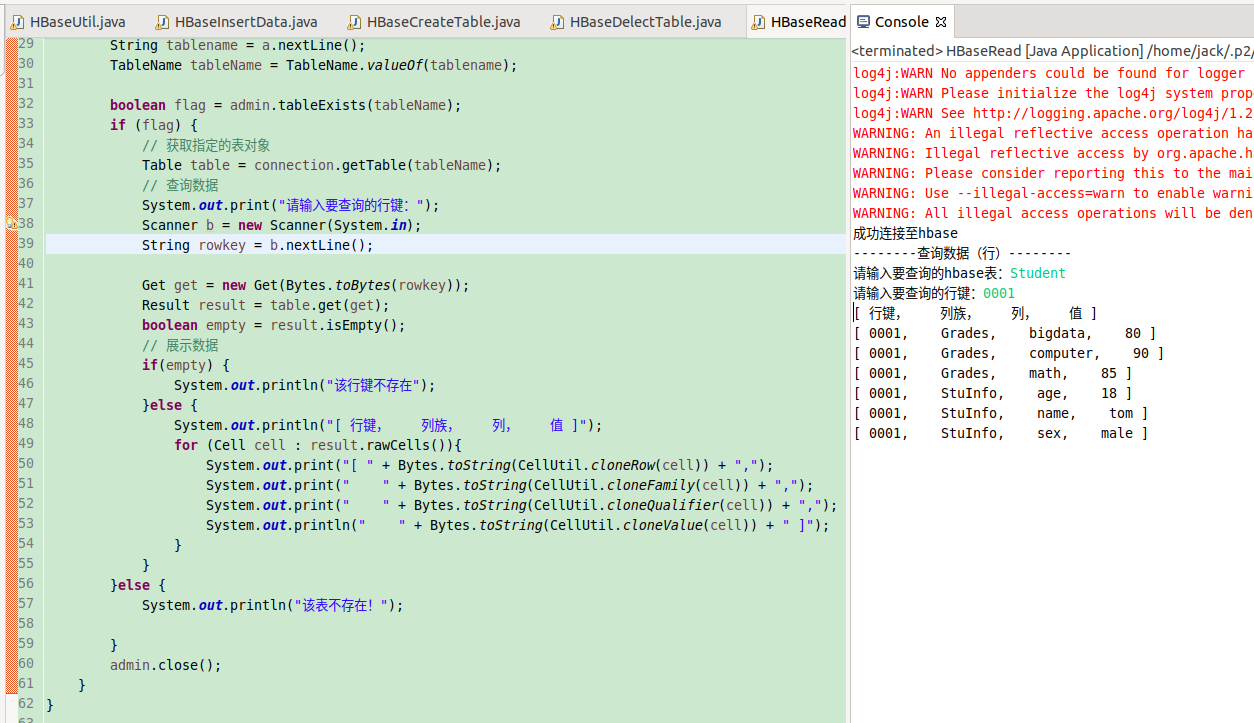 HBaseUtil.java HBaseInsertData.java HBaseCreateTable.java HBaseDelectTable.java HBaseRead
29 String tablename = a.nextLine();
30 TableName tableName = TableName.valueOf(tablename);
31
32 boolean flag = admin.tableExists(tableName);
33 if (flag) {
34 // 获取指定的表对象
35 Table table = connection.getTable(tableName);
36 // 查询数据
37 System.out.print("请输入要查询的行键：");
38 Scanner b = new Scanner(System.in);
39 String rowkey = b.nextLine();
40
41 Get get = new Get(Bytes.toBytes(rowkey));
42 Result result = table.get(get);
43 boolean empty = result.isEmpty();
44 // 展示数据
45 if(empty) {
46 System.out.println("该行键不存在");
47 }else {
48 System.out.println("[ 行键，    列族，    列，    值 ]");
49 for (Cell cell : result.rawCells()){
50 System.out.print("[ " + Bytes.toString(CellUtil.cloneRow(cell)) + ",");
51 System.out.print("    " + Bytes.toString(CellUtil.cloneFamily(cell)) + ",");
52 System.out.print("    " + Bytes.toString(CellUtil.cloneQualifier(cell)) + ",");
53 System.out.println("    " + Bytes.toString(CellUtil.cloneValue(cell)) + " ]");
54 }
55 }
56 }else {
57 System.out.println("该表不存在！");
58
59 }
60 admin.close();
61 }
62 }
63
Console
<terminated> HBaseRead [Java Application] /home/jack/.p2/
log4j:WARN No appenders could be found for logger
log4j:WARN Please initialize the log4j system prop
log4j:WARN See http://logging.apache.org/log4j/1.2
WARNING: An illegal reflective access operation ha
WARNING: Illegal reflective access by org.apache.h
WARNING: Please consider reporting this to the mai
WARNING: Use --illegal-access=warn to enable warni
WARNING: All illegal access operations will be den
成功连接至hbase
--------查询数据（行）--------
请输入要查询的hbase表：Student
请输入要查询的行键：0001
[ 行键，    列族，    列，    值 ]
[ 0001,    Grades,    bigdata,    80 ]
[ 0001,    Grades,    computer,    90 ]
[ 0001,    Grades,    math,    85 ]
[ 0001,    StuInfo,    age,    18 ]
[ 0001,    StuInfo,    name,    tom ]
[ 0001,    StuInfo,    sex,    male ]